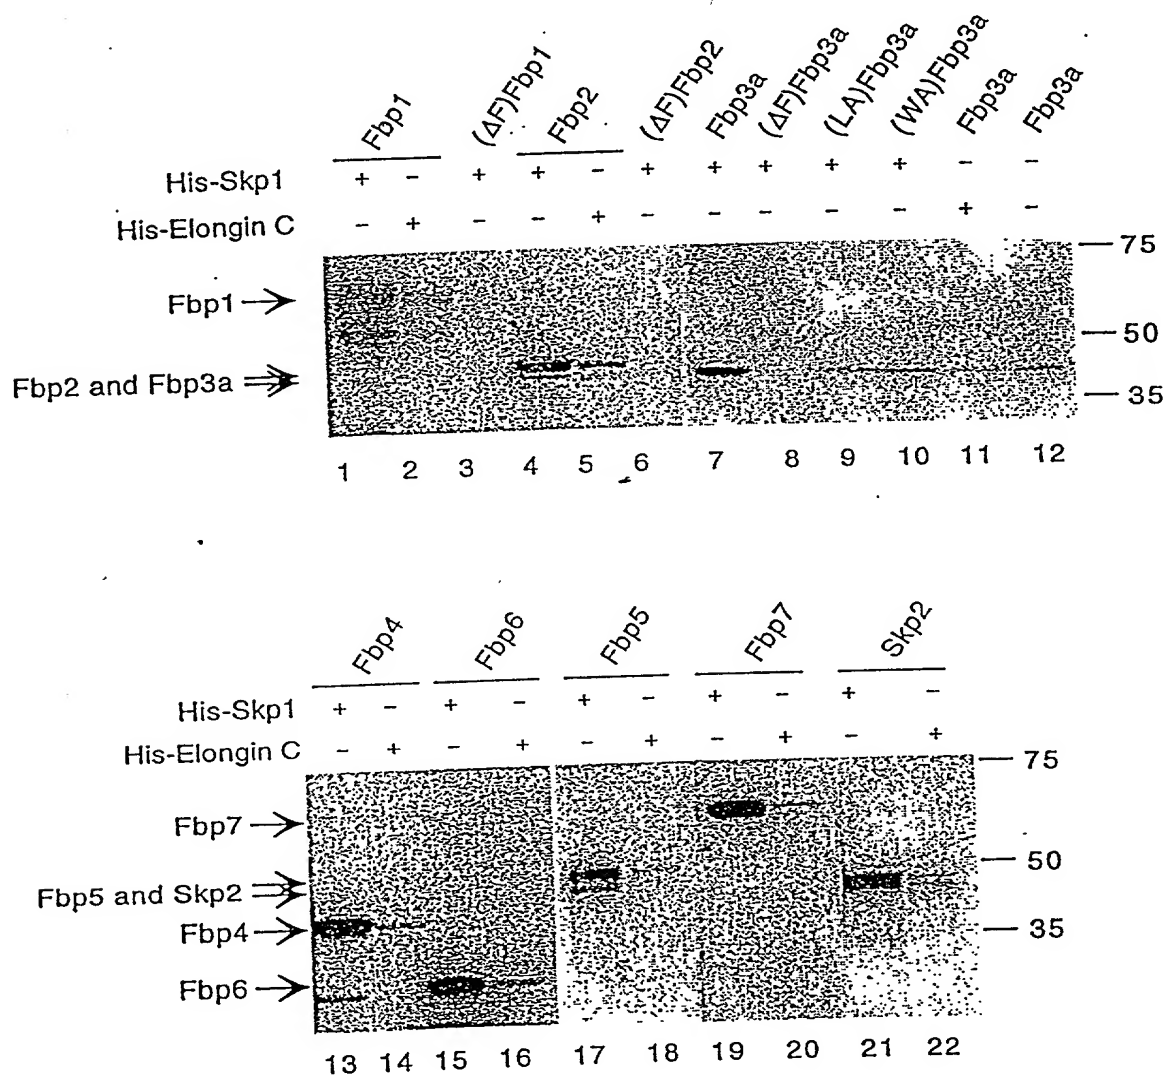 Fbp1 (ΔF)Fbp1 Fbp2 (ΔF)Fbp2 Fbp3a (ΔF)Fbp3a (LA)Fbp3a (WA)Fbp3a Fbp3a Fbp3a
His-Skp1 + - + + - + + + + + - -
His-Elongin C - + - - + - - - - - + -
75
Fbp1
50
Fbp2 and Fbp3a
35
1 2 3 4 5 6 7 8 9 10 11 12
Fbp4 Fbp6 Fbp5 Fbp7 Skp2
His-Skp1 + - + - + - + - + -
His-Elongin C - + - + - + - + - +
75
Fbp7
50
Fbp5 and Skp2
Fbp4
35
Fbp6
13 14 15 16 17 18 19 20 21 22